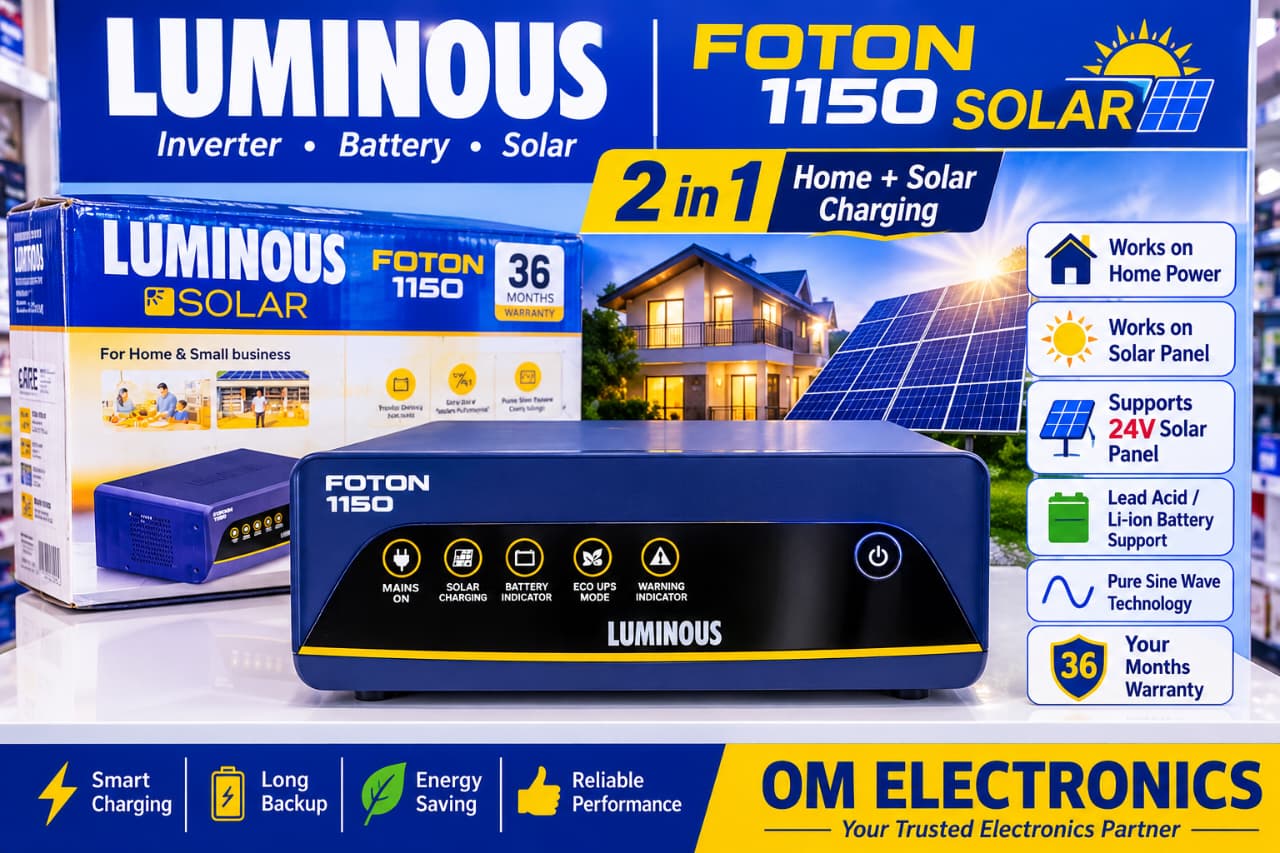 LUMINOUS
Inverter • Battery • Solar
FOTON
1150 SOLAR
2 in 1
Home + Solar
Charging
LUMINOUS
SOLAR
FOTON
1150
36
MONTHS
WARRANTY
For Home & Small business
FOTON
1150
MAINS
ON
SOLAR
CHARGING
BATTERY
INDICATOR
ECO UPS
MODE
WARNING
INDICATOR
LUMINOUS
Works on
Home Power
Works on
Solar Panel
Supports
24V Solar
Panel
Lead Acid /
Li-ion Battery
Support
Pure Sine Wave
Technology
36
Your
Months
Warranty
Smart
Charging
Long
Backup
Energy
Saving
Reliable
Performance
OM ELECTRONICS
Your Trusted Electronics Partner